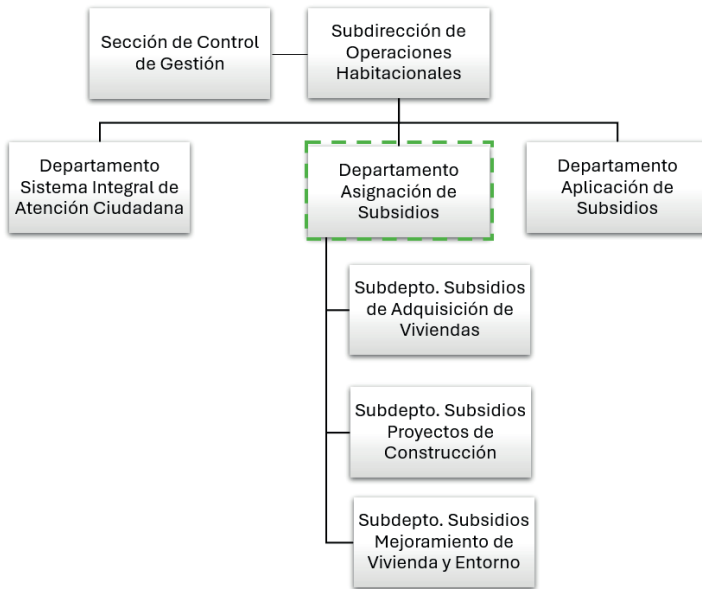 Sección de Control
de Gestión
Subdirección de
Operaciones
Habitacionales
Departamento
Sistema Integral de
Atención Ciudadana
Departamento
Asignación de
Subsidios
Departamento
Aplicación de
Subsidios
Subdepto. Subsidios
de Adquisición de
Viviendas
Subdepto. Subsidios
Proyectos de
Construcción
Subdepto. Subsidios
Mejoramiento de
Vivienda y Entorno